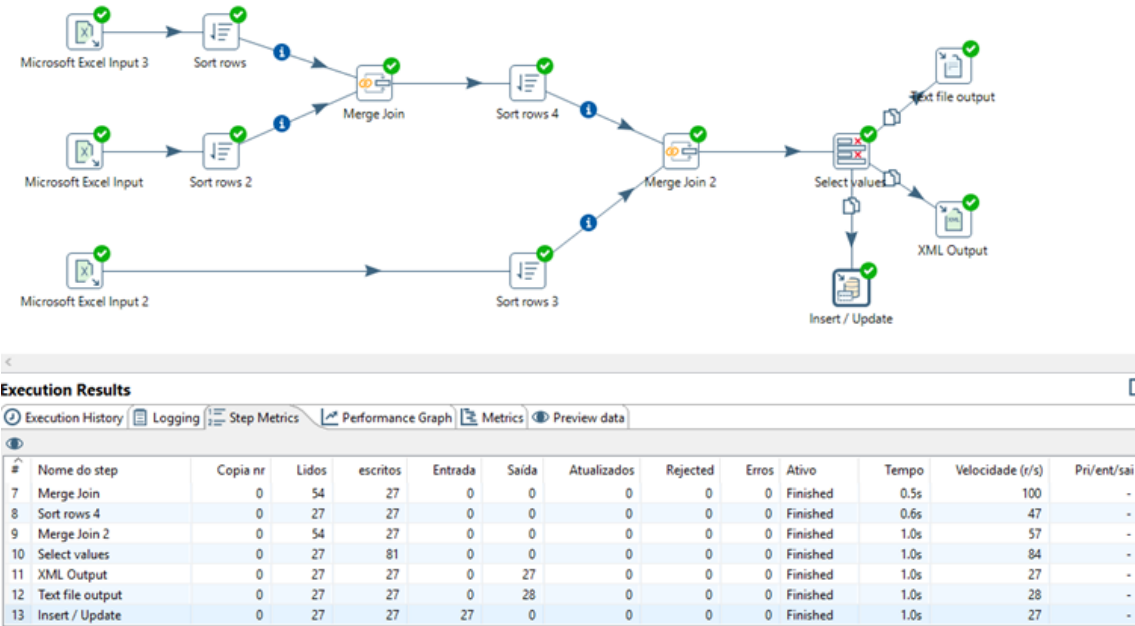 Microsoft Excel Input 3
Sort rows
Merge Join
Sort rows 4
Text file output
Microsoft Excel Input
Sort rows 2
Merge Join 2
Select values
XML Output
Microsoft Excel Input 2
Sort rows 3
Insert / Update
Execution Results
Execution History Logging Step Metrics Performance Graph Metrics Preview data
# Nome do step Copia nr Lidos escritos Entrada Saída Atualizados Rejected Erros Ativo Tempo Velocidade (r/s) Pri/ent/sai
7 Merge Join 0 54 27 0 0 0 0 0 Finished 0.5s 100 -
8 Sort rows 4 0 27 27 0 0 0 0 0 Finished 0.6s 47 -
9 Merge Join 2 0 54 27 0 0 0 0 0 Finished 1.0s 57 -
10 Select values 0 27 81 0 0 0 0 0 Finished 1.0s 84 -
11 XML Output 0 27 27 0 27 0 0 0 Finished 1.0s 27 -
12 Text file output 0 27 27 0 28 0 0 0 Finished 1.0s 28 -
13 Insert / Update 0 27 27 27 0 0 0 0 Finished 1.0s 27 -